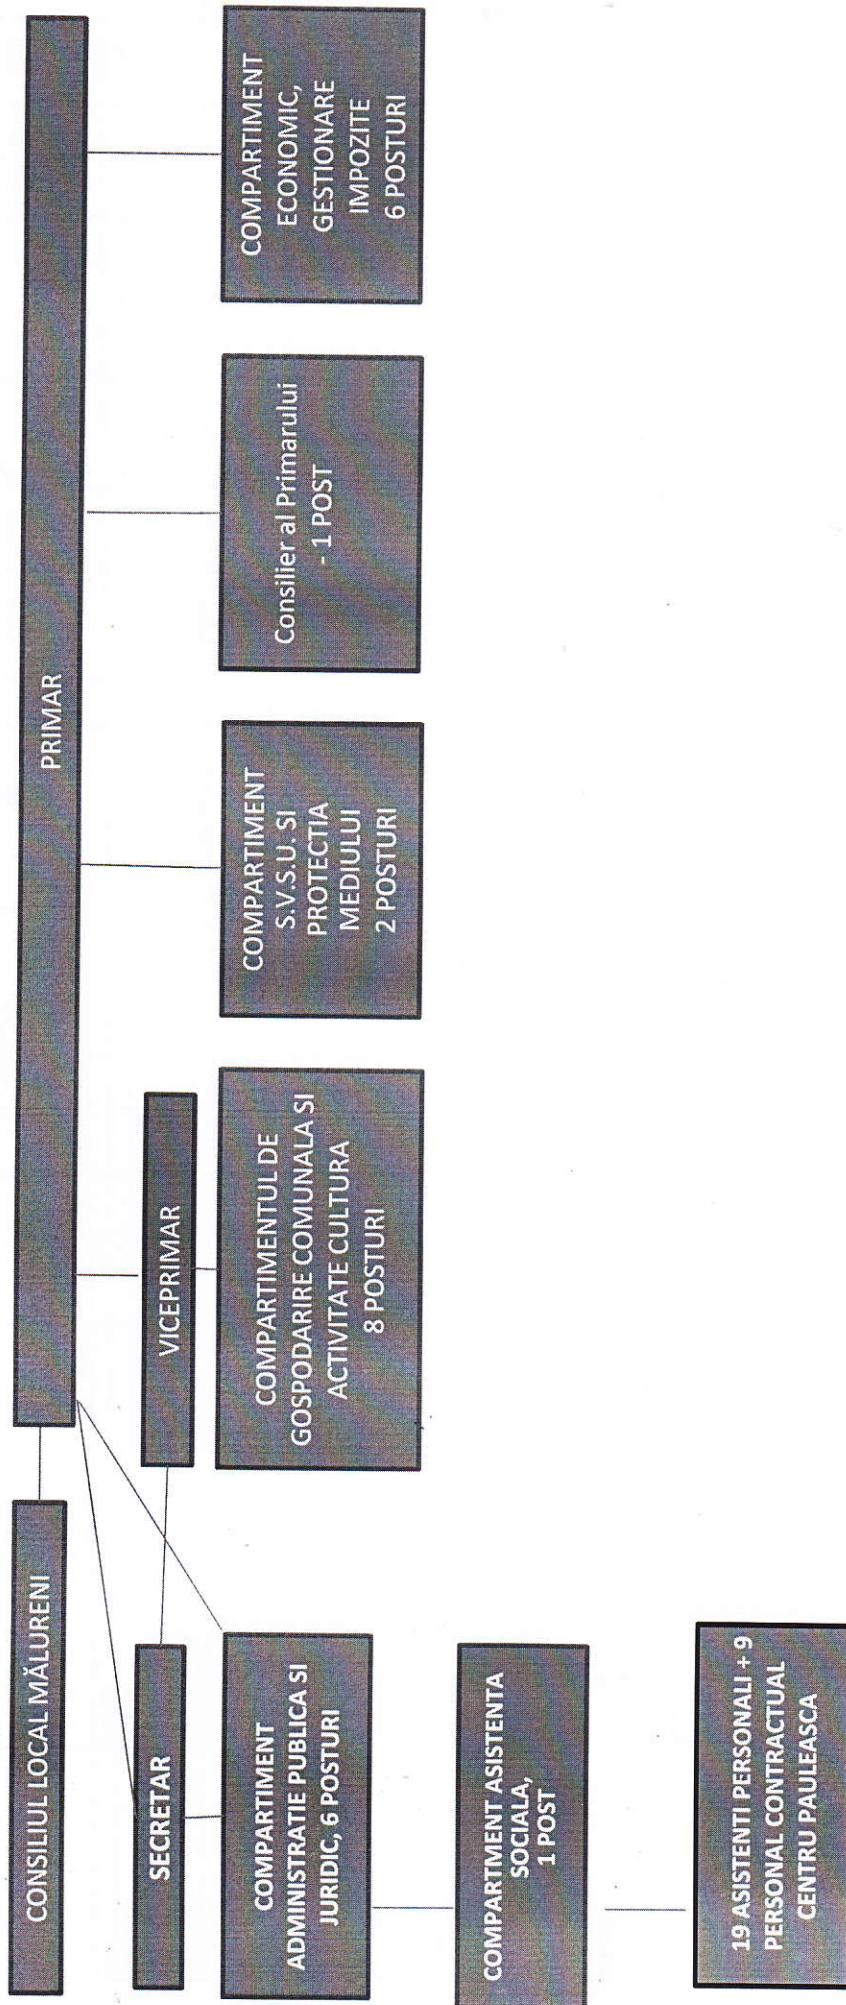 CONSILIUL LOCAL MĂLURENI
PRIMAR
SECRETAR
VICEPRIMAR
COMPARTIMENT
ADMINISTRATIE PUBLICA SI
JURIDIC, 6 POSTURI
COMPARTIMENTUL DE
GOSPODARIRE COMUNALA SI
ACTIVITATE CULTURA
8 POSTURI
COMPARTIMENT
S.V.S.U. SI
PROTECTIA
MEDIULUI
2 POSTURI
Consilier al Primarului
- 1 POST
COMPARTIMENT
ECONOMIC,
GESTIONARE
IMPOZITE
6 POSTURI
COMPARTMENT ASISTENTA
SOCIALA,
1 POST
19 ASISTENTI PERSONALI + 9
PERSONAL CONTRACTUAL
CENTRU PAULEASCA